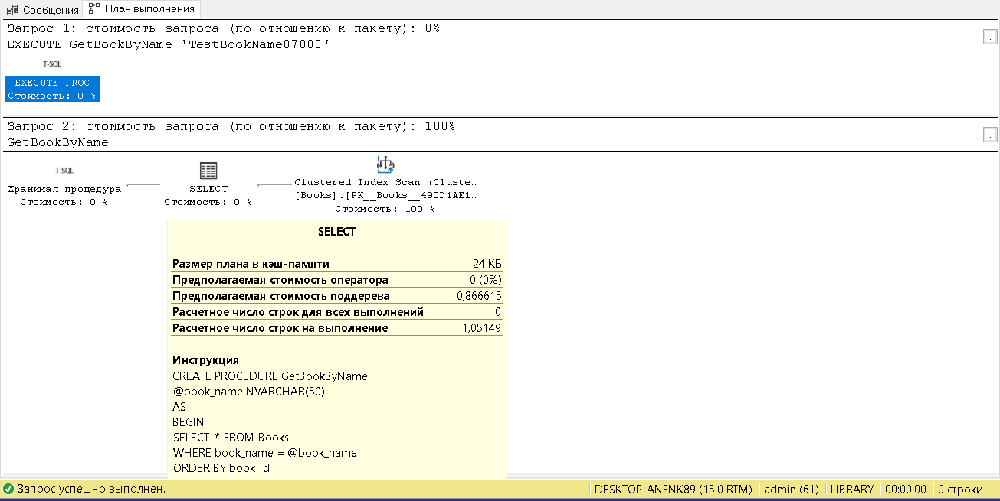 Сообщения План выполнения
Запрос 1: стоимость запроса (по отношению к пакету): 0%
EXECUTE GetBookByName 'TestBookName87000'
...
T-SQL
EXECUTE PROC
Стоимость: 0 %
Запрос 2: стоимость запроса (по отношению к пакету): 100%
GetBookByName
...
T-SQL
Хранимая процедура
Стоимость: 0 %
SELECT
Стоимость: 0 %
Clustered Index Scan (Cluste…
[Books].[PK__Books__490D1AE1…
Стоимость: 100 %
SELECT
Размер плана в кэш-памяти 24 КБ
Предполагаемая стоимость оператора 0 (0%)
Предполагаемая стоимость поддерева 0,866615
Расчетное число строк для всех выполнений 0
Расчетное число строк на выполнение 1,05149
Инструкция
CREATE PROCEDURE GetBookByName
@book_name NVARCHAR(50)
AS
BEGIN
SELECT * FROM Books
WHERE book_name = @book_name
ORDER BY book_id
Запрос успешно выполнен. DESKTOP-ANFNK89 (15.0 RTM) admin (61) LIBRARY 00:00:00 0 строки